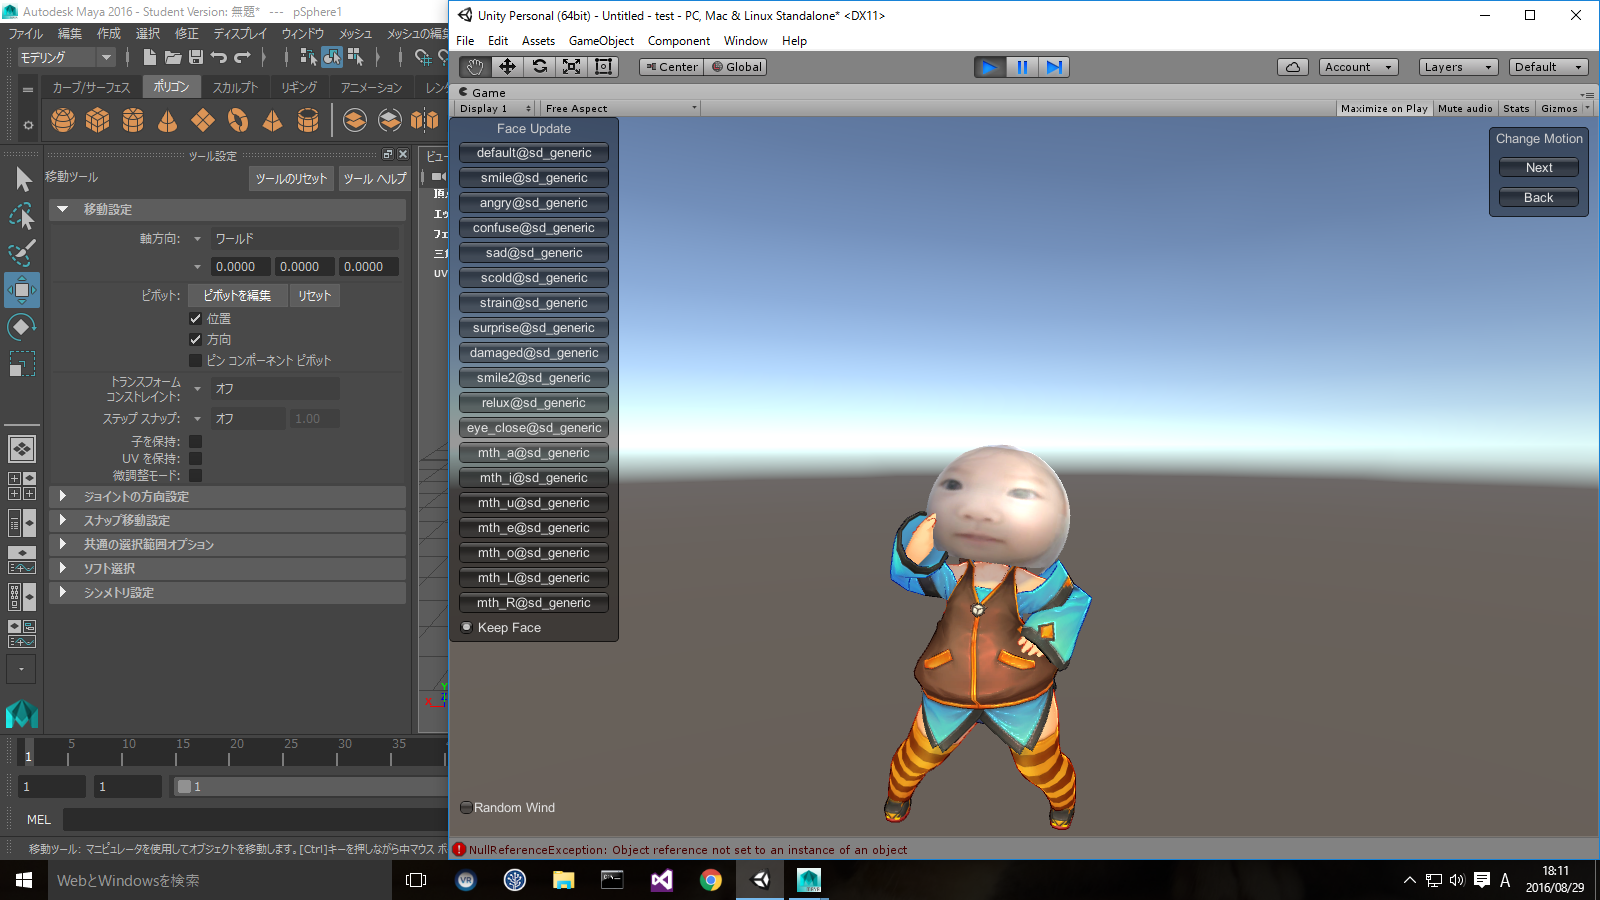 Autodesk Maya 2016 - Student Version: 無題* --- pSphere1
ファイル 編集 作成 選択 修正 ディスプレイ ウィンドウ メッシュ メッシュの編集
モデリング
カーブ/サーフェス ポリゴン スカルプト リギング アニメーション レン
ツール設定
移動ツール ツールのリセット ツール ヘルプ
移動設定
軸方向: ワールド
0.0000 0.0000 0.0000
ピボット: ピボットを編集 リセット
位置
方向
ピン コンポーネント ピボット
トランスフォーム
コンストレイント: オフ
ステップ スナップ: オフ 1.00
子を保持:
UV を保持:
微調整モード:
ジョイントの方向設定
スナップ移動設定
共通の選択範囲オプション
ソフト選択
シンメトリ設定
ビュー
頂
エッ
フェ
三角
UV
Y
X
1 5 10 15 20 25 30 35
1 1 1
MEL
移動ツール: マニピュレータを使用してオブジェクトを移動します。[Ctrl]キーを押しながら中マウス ボ
Unity Personal (64bit) - Untitled - test - PC, Mac & Linux Standalone* <DX11>
File Edit Assets GameObject Component Window Help
Center Global Account Layers Default
Game
Display 1 Free Aspect Maximize on Play Mute audio Stats Gizmos
Face Update
default@sd_generic
smile@sd_generic
angry@sd_generic
confuse@sd_generic
sad@sd_generic
scold@sd_generic
strain@sd_generic
surprise@sd_generic
damaged@sd_generic
smile2@sd_generic
relux@sd_generic
eye_close@sd_generic
mth_a@sd_generic
mth_i@sd_generic
mth_u@sd_generic
mth_e@sd_generic
mth_o@sd_generic
mth_L@sd_generic
mth_R@sd_generic
Keep Face
Random Wind
Change Motion
Next
Back
NullReferenceException: Object reference not set to an instance of an object
WebとWindowsを検索
VR
A
18:11
2016/08/29